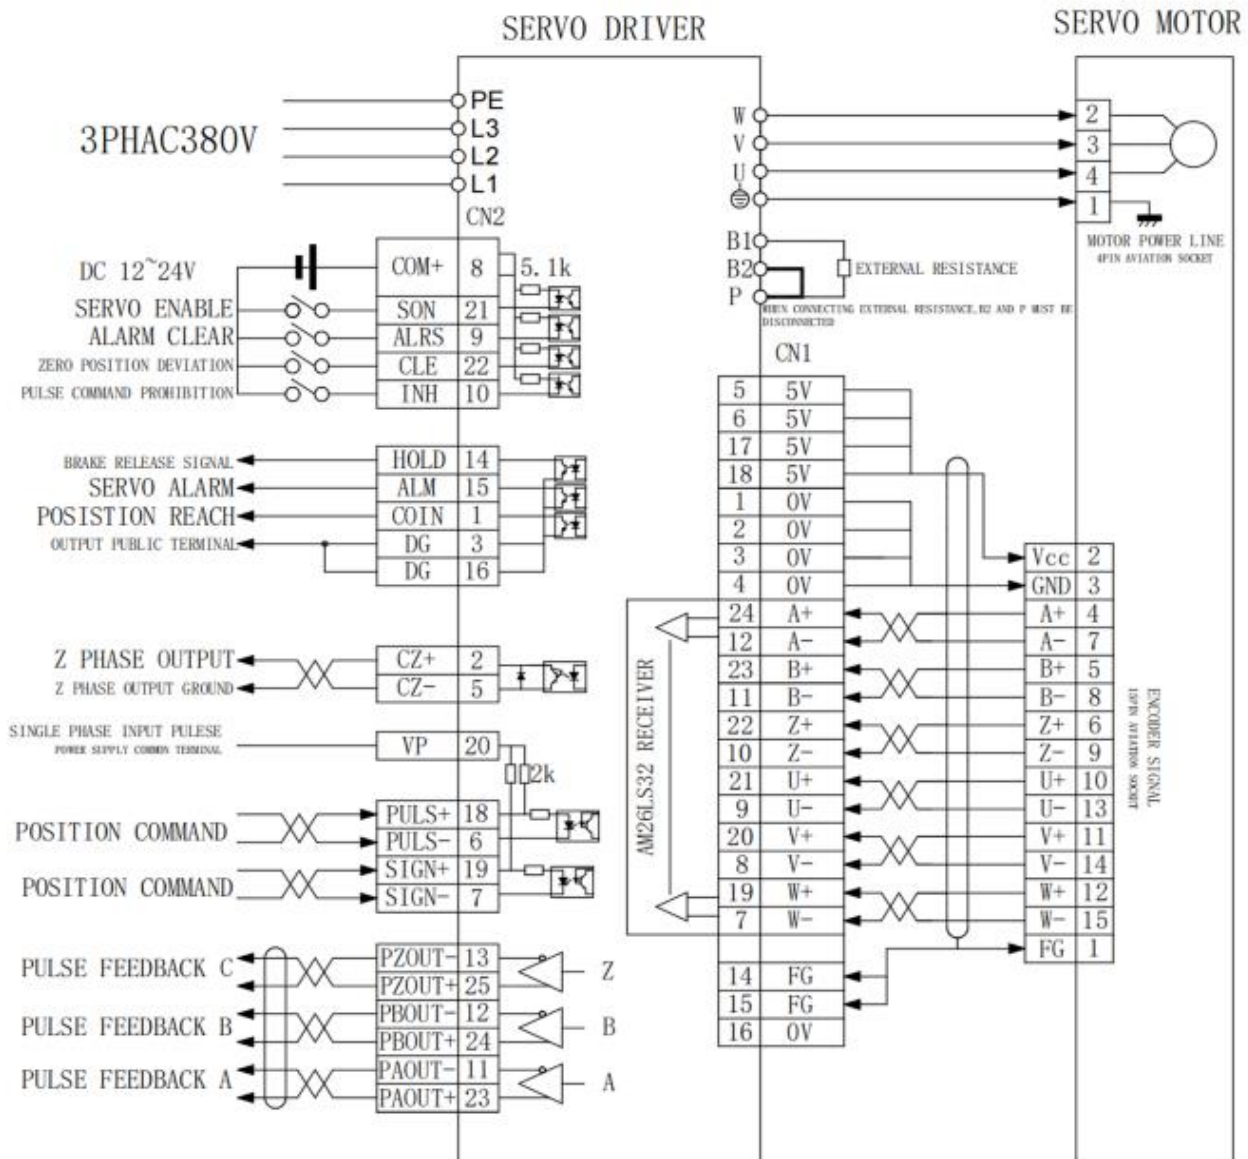 SERVO DRIVER
SERVO MOTOR
3PHAC380V
PE
L3
L2
L1
CN2
DC 12~24V
COM+ 8
5.1k
SERVO ENABLE SON 21
ALARM CLEAR ALRS 9
ZERO POSITION DEVIATION CLE 22
PULSE COMMAND PROHIBITION INH 10
BRAKE RELEASE SIGNAL HOLD 14
SERVO ALARM ALM 15
POSISTION REACH COIN 1
OUTPUT PUBLIC TERMINAL DG 3
DG 16
Z PHASE OUTPUT CZ+ 2
Z PHASE OUTPUT GROUND CZ- 5
SINGLE PHASE INPUT PULESE
POWER SUPPLY COMMON TERMINAL
VP 20
2k
POSITION COMMAND
PULS+ 18
PULS- 6
POSITION COMMAND
SIGN+ 19
SIGN- 7
PULSE FEEDBACK C
PZOUT- 13
PZOUT+ 25
Z
PULSE FEEDBACK B
PBOUT- 12
PBOUT+ 24
B
PULSE FEEDBACK A
PAOUT- 11
PAOUT+ 23
A
W 2
V 3
U 4
1
MOTOR POWER LINE
4PIN AVIATION SOCKET
B1
B2
P
EXTERNAL RESISTANCE
WHEN CONNECTING EXTERNAL RESISTANCE, B2 AND P MUST BE
DISCONNECTED
CN1
5 5V
6 5V
17 5V
18 5V
1 0V
2 0V
3 0V
4 0V
24 A+
12 A-
23 B+
11 B-
22 Z+
10 Z-
21 U+
9 U-
20 V+
8 V-
19 W+
7 W-
14 FG
15 FG
16 0V
AM26LS32 RECEIVER
Vcc 2
GND 3
A+ 4
A- 7
B+ 5
B- 8
Z+ 6
Z- 9
U+ 10
U- 13
V+ 11
V- 14
W+ 12
W- 15
FG 1
ENCODER SIGNAL
15PIN AVIATION SOCKET